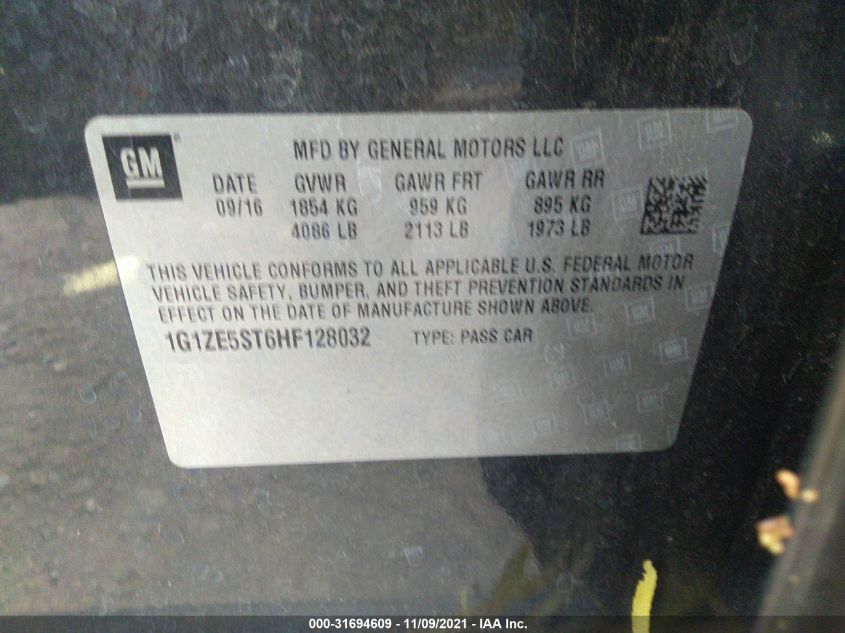 GM
®
MFD BY GENERAL MOTORS LLC
DATE GVWR GAWR FRT GAWR RR
09/16 1854 KG 959 KG 895 KG
4086 LB 2113 LB 1973 LB
THIS VEHICLE CONFORMS TO ALL APPLICABLE U.S. FEDERAL MOTOR
VEHICLE SAFETY, BUMPER, AND THEFT PREVENTION STANDARDS IN
EFFECT ON THE DATE OF MANUFACTURE SHOWN ABOVE.
1G1ZE5ST6HF128032 TYPE: PASS CAR
000-31694609 - 11/09/2021 - IAA Inc.